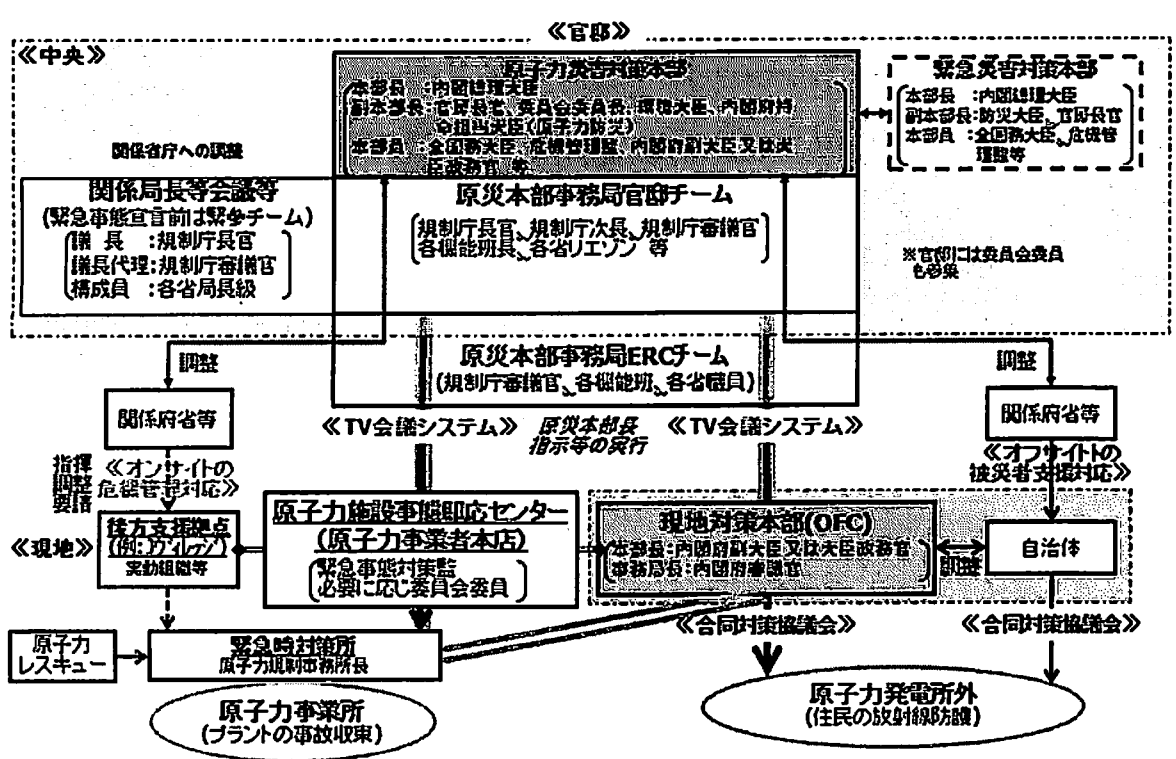 ≪官邸≫
≪中央≫
原子力災害対策本部
本部長 :内閣総理大臣
副本部長:官房長官、委員会委員長、環境大臣、内閣府特
命担当大臣(原子力防災)
本部員 :全国務大臣、危機管理監、内閣府副大臣又は大
臣政務官 等
緊急災害対策本部
本部長 :内閣総理大臣
副本部長:防災大臣、官房長官
本部員 :全国務大臣、危機管
理監等
関係省庁への調整
関係局長等会議等
(緊急事態宣言前は緊参チーム)
議 長 :規制庁長官
議長代理:規制庁審議官
構成員 :各省局長級
原災本部事務局官邸チーム
規制庁長官、規制庁次長、規制庁審議官
各機能班長、各省リエゾン 等
※官邸には委員会委員
も参集
原災本部事務局ERCチーム
(規制庁審議官、各機能班、各省職員)
調整
調整
関係府省等
関係府省等
≪TV会議システム≫
原災本部長
指示等の実行
≪TV会議システム≫
指揮
調整
要請
≪オンサイトの
危機管理対応≫
≪オフサイトの
被災者支援対応≫
≪現地≫
後方支援拠点
(例:Jヴィレッジ)
実動組織等
原子力施設事態即応センター
(原子力事業者本店)
緊急事態対策監
必要に応じ委員会委員
現地対策本部(OFC)
本部長:内閣府副大臣又は大臣政務官
事務局長:内閣府審議官
調整
自治体
≪合同対策協議会≫
≪合同対策協議会≫
原子力
レスキュー
緊急時対策所
原子力規制事務所長
原子力事業所
(プラントの事故収束)
原子力発電所外
(住民の放射線防護)